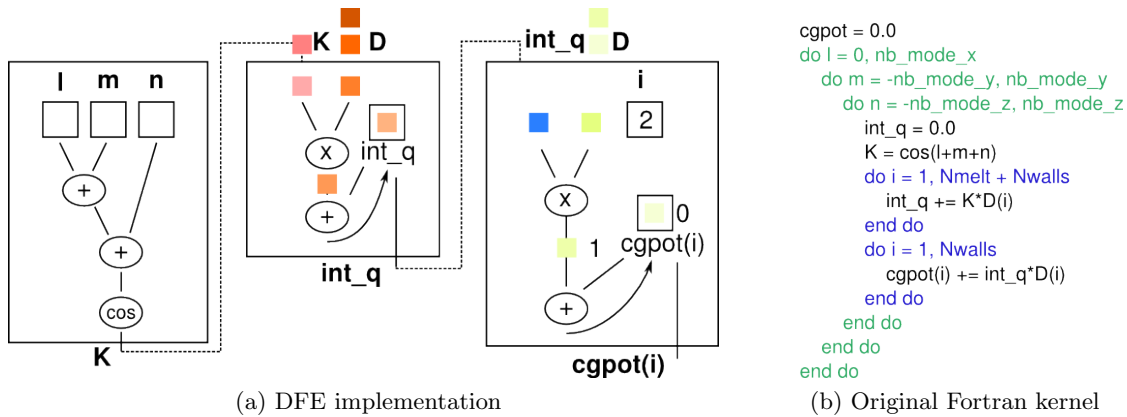 K D
int_q D
l m n
i
2
x
int_q
+
x
+
0
1
cgpot(i)
+
+
cos
int_q
K
cgpot(i)
(a) DFE implementation
cgpot = 0.0
do l = 0, nb_mode_x
do m = -nb_mode_y, nb_mode_y
do n = -nb_mode_z, nb_mode_z
int_q = 0.0
K = cos(l+m+n)
do i = 1, Nmelt + Nwalls
int_q += K*D(i)
end do
do i = 1, Nwalls
cgpot(i) += int_q*D(i)
end do
end do
end do
end do
(b) Original Fortran kernel